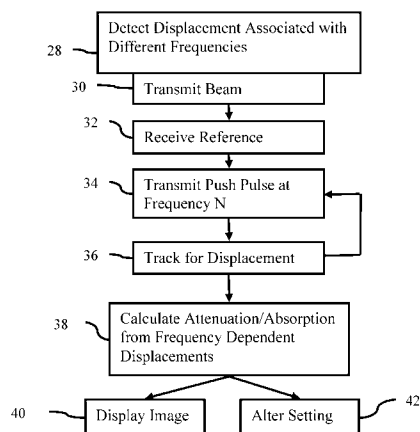 Detect Displacement Associated with
Different Frequencies
28
30
Transmit Beam
32
Receive Reference
34
Transmit Push Pulse at
Frequency N
36
Track for Displacement
38
Calculate Attenuation/Absorption
from Frequency Dependent
Displacements
40
Display Image
Alter Setting
42